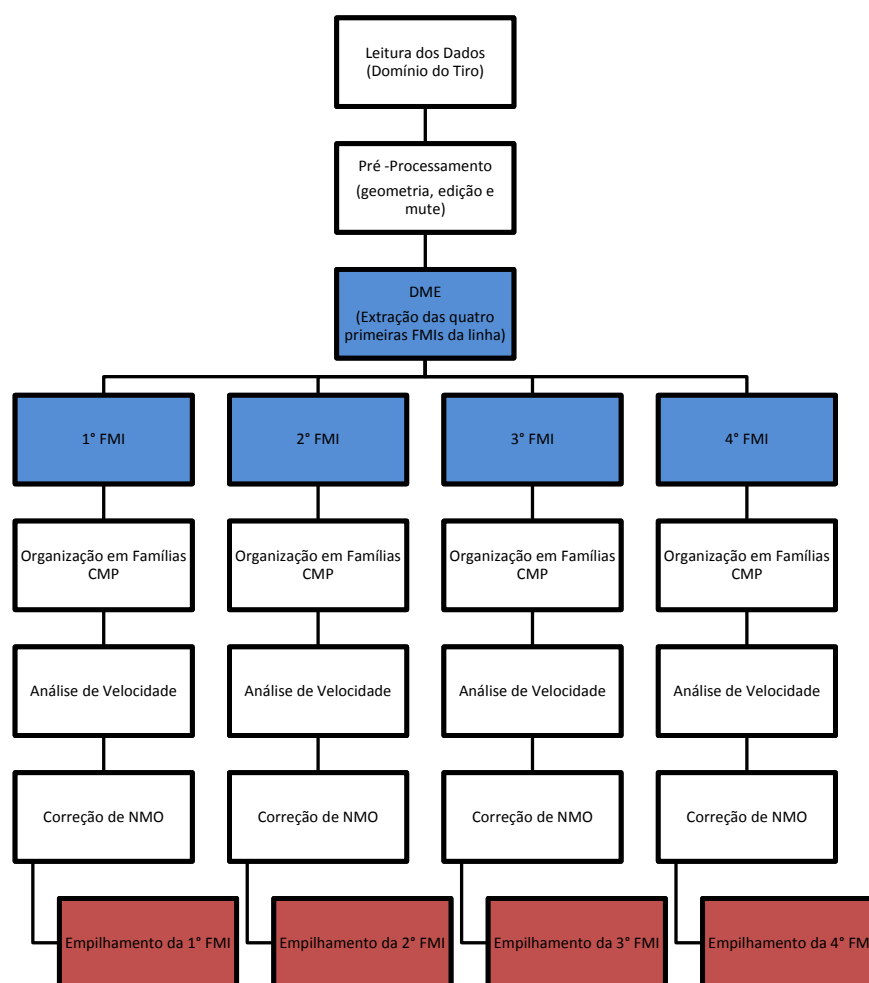 Leitura dos Dados
(Domínio do Tiro)
Pré -Processamento
(geometria, edição e
mute)
DME
(Extração das quatro
primeiras FMIs da linha)
1° FMI
2° FMI
3° FMI
4° FMI
Organização em Famílias
CMP
Organização em Famílias
CMP
Organização em Famílias
CMP
Organização em Famílias
CMP
Análise de Velocidade
Análise de Velocidade
Análise de Velocidade
Análise de Velocidade
Correção de NMO
Correção de NMO
Correção de NMO
Correção de NMO
Empilhamento da 1° FMI
Empilhamento da 2° FMI
Empilhamento da 3° FMI
Empilhamento da 4° FM